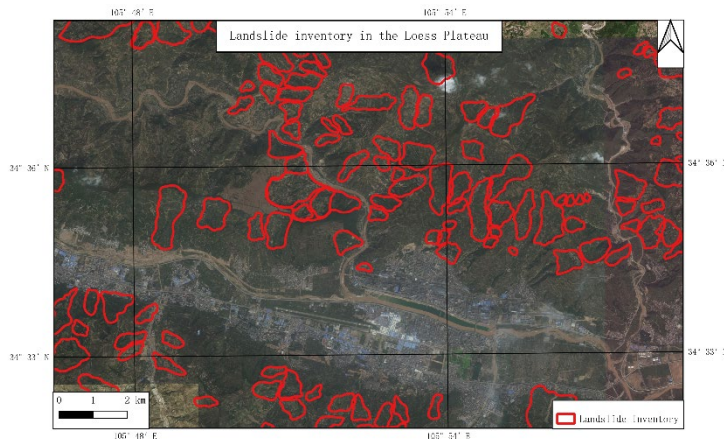 105° 48′ E
105° 54′ E
Landslide inventory in the Loess Plateau
34° 36′ N
34° 36′ N
34° 33′ N
34° 33′ N
0 1 2 km
Landslide inventory
105° 48′ E
105° 54′ E